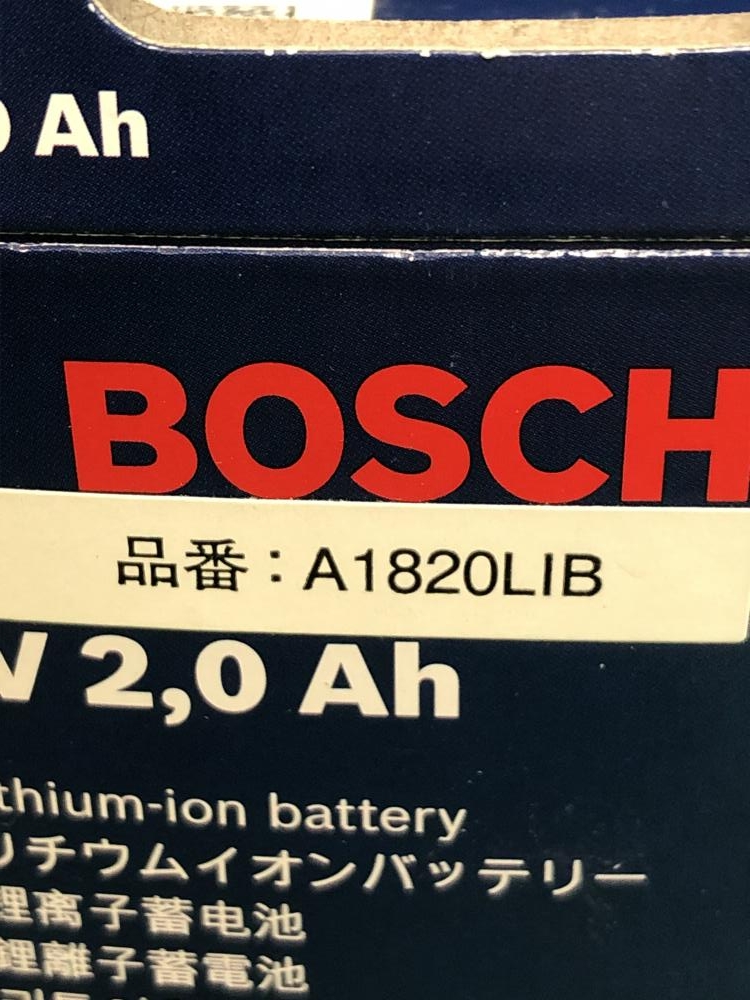 Ah
BOSCH
品番：A1820LIB
V 2,0 Ah
thium-ion battery
リチウムイオンバッテリー
锂离子蓄电池
鋰離子蓄電池